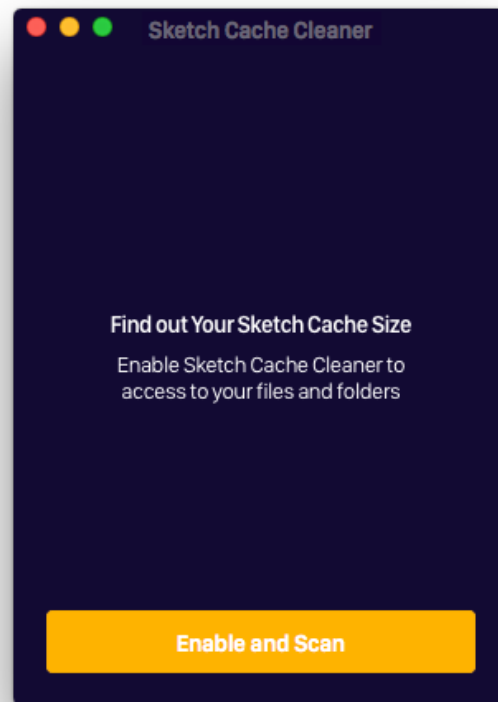 Sketch Cache Cleaner
Find out Your Sketch Cache Size
Enable Sketch Cache Cleaner to
access to your files and folders
Enable and Scan